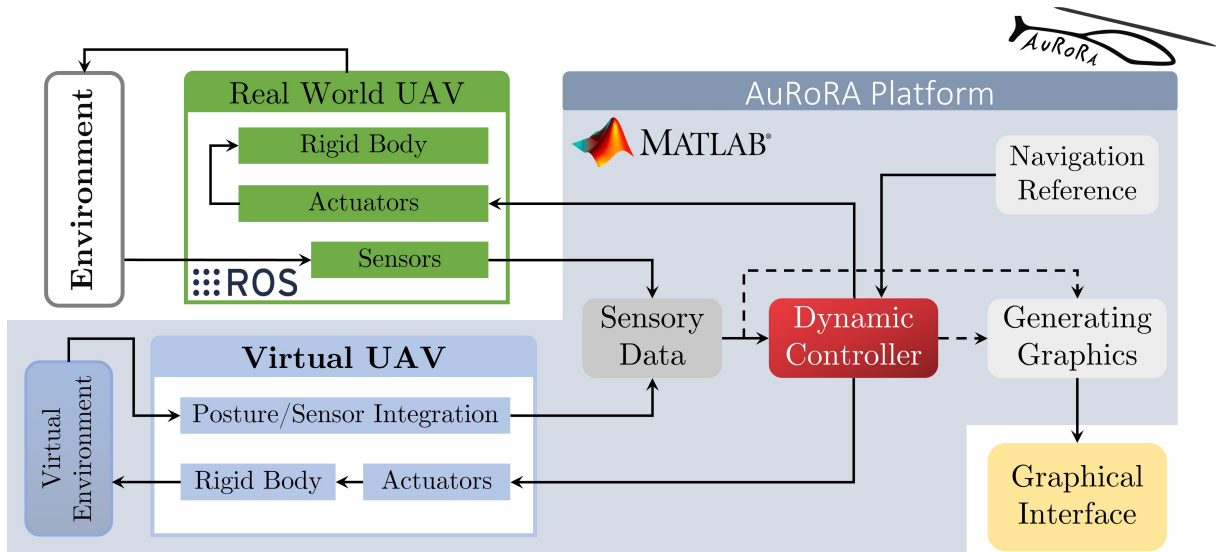 AuRoRA
Real World UAV
AuRoRA Platform
Environment
Rigid Body
MATLAB®
Navigation
Reference
Actuators
Sensors
ROS
Sensory
Data
Dynamic
Controller
Generating
Graphics
Virtual UAV
Virtual
Environment
Posture/Sensor Integration
Rigid Body
Actuators
Graphical
Interface